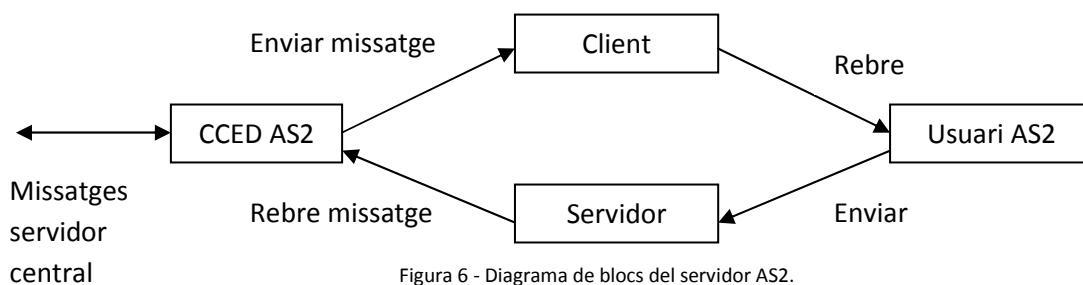 Enviar missatge
Client
Rebre
CCED AS2
Usuari AS2
Missatges
servidor
central
Rebre missatge
Servidor
Enviar
Figura 6 - Diagrama de blocs del servidor AS2.